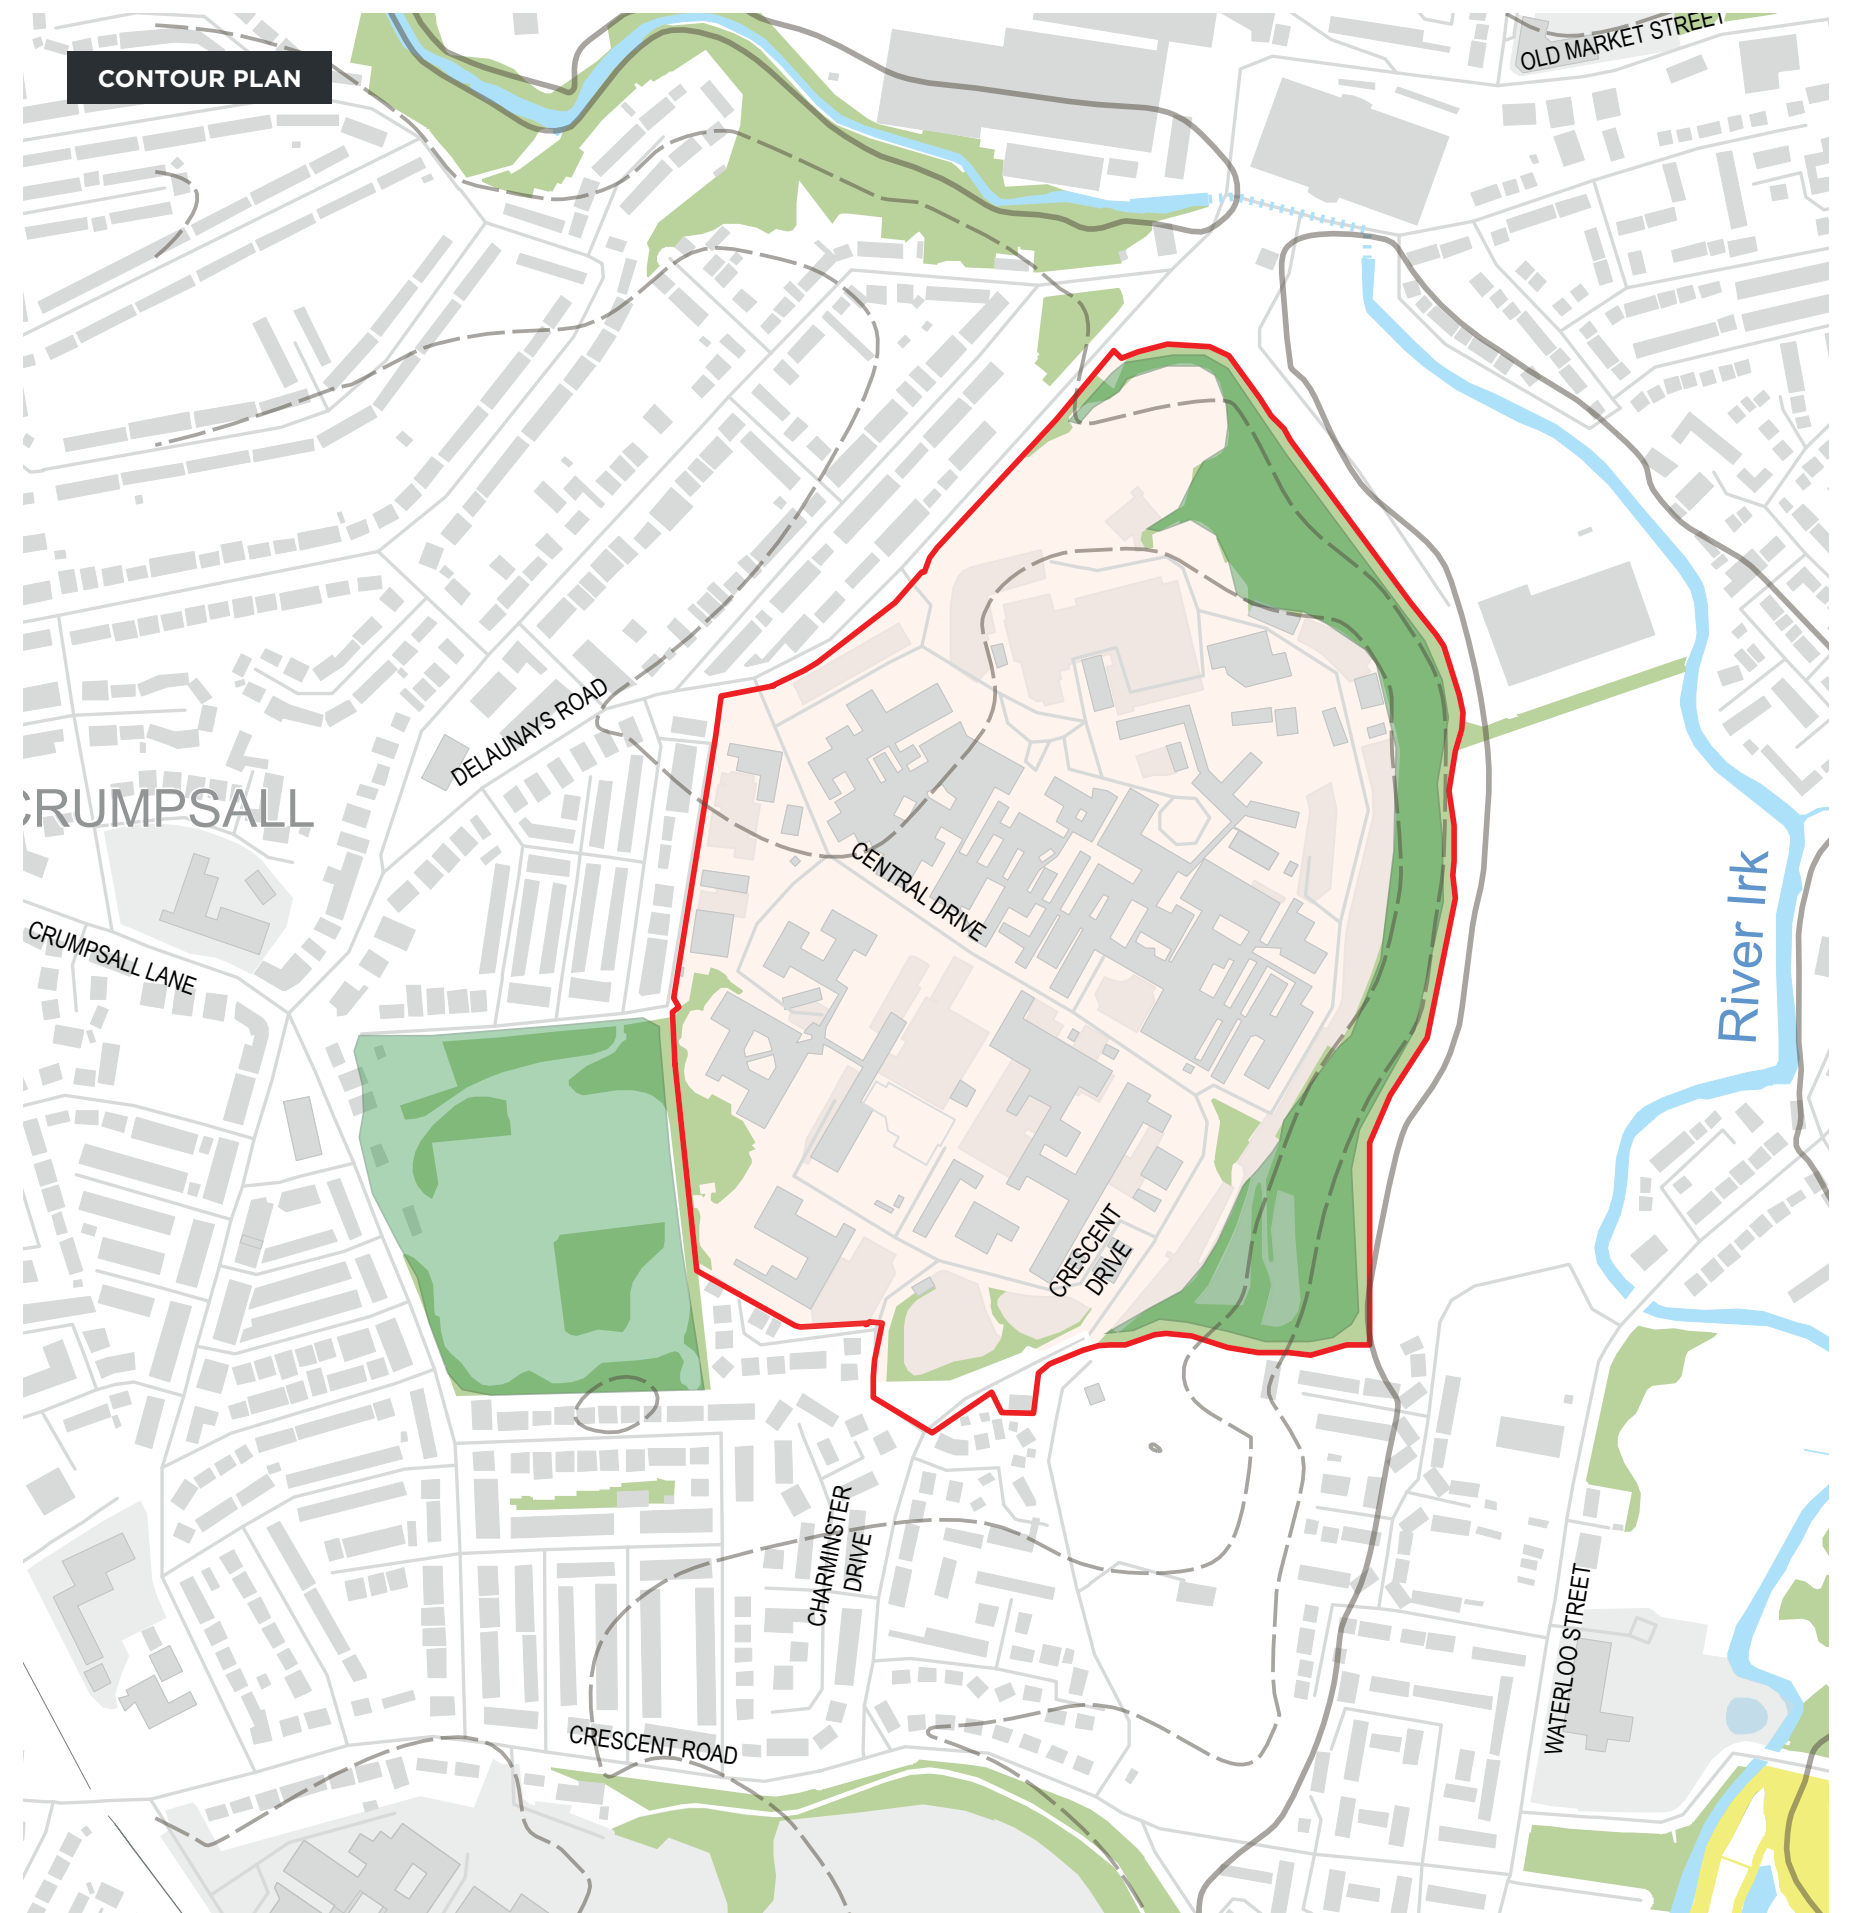 OLD MARKET STREET
CONTOUR PLAN
DELAUNAYS ROAD
CRUMPSALL
CENTRAL DRIVE
River Irk
CRUMPSALL LANE
CRESCENT
DRIVE
CHARMINSTER
DRIVE
WATERLOO STREET
CRESCENT ROAD